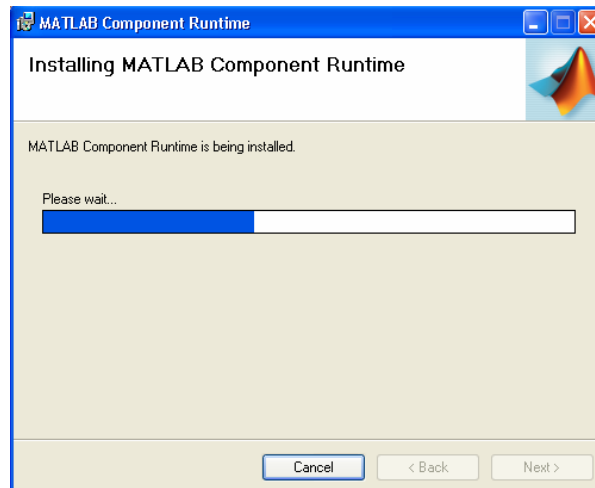 MATLAB Component Runtime
Installing MATLAB Component Runtime
MATLAB Component Runtime is being installed.
Please wait...
Cancel
< Back
Next >